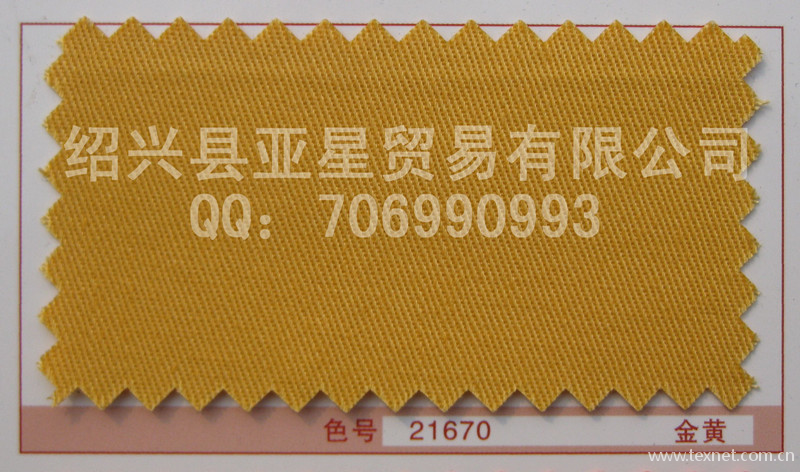 绍兴县亚星贸易有限公司
QQ：706990993
色号 21670 金黄
www.texnet.com.cn